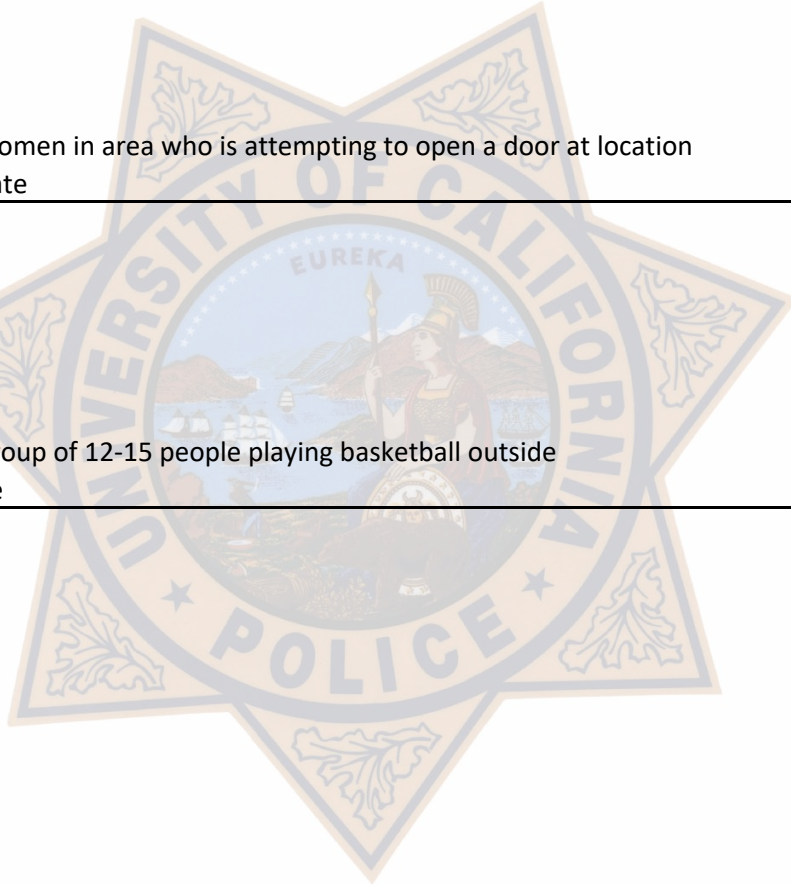 omen in area who is attempting to open a door at location
ate
UNIVERSITY OF CALIFORNIA
EUREKA
oup of 12-15 people playing basketball outside
e
POLICE